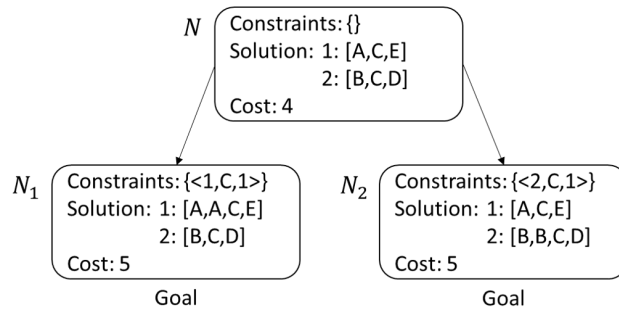 N
Constraints: {}
Solution: 1: [A,C,E]
2: [B,C,D]
Cost: 4
N1
Constraints: {<1,C,1>}
Solution: 1: [A,A,C,E]
2: [B,C,D]
Cost: 5
Goal
N2
Constraints: {<2,C,1>}
Solution: 1: [A,C,E]
2: [B,B,C,D]
Cost: 5
Goal